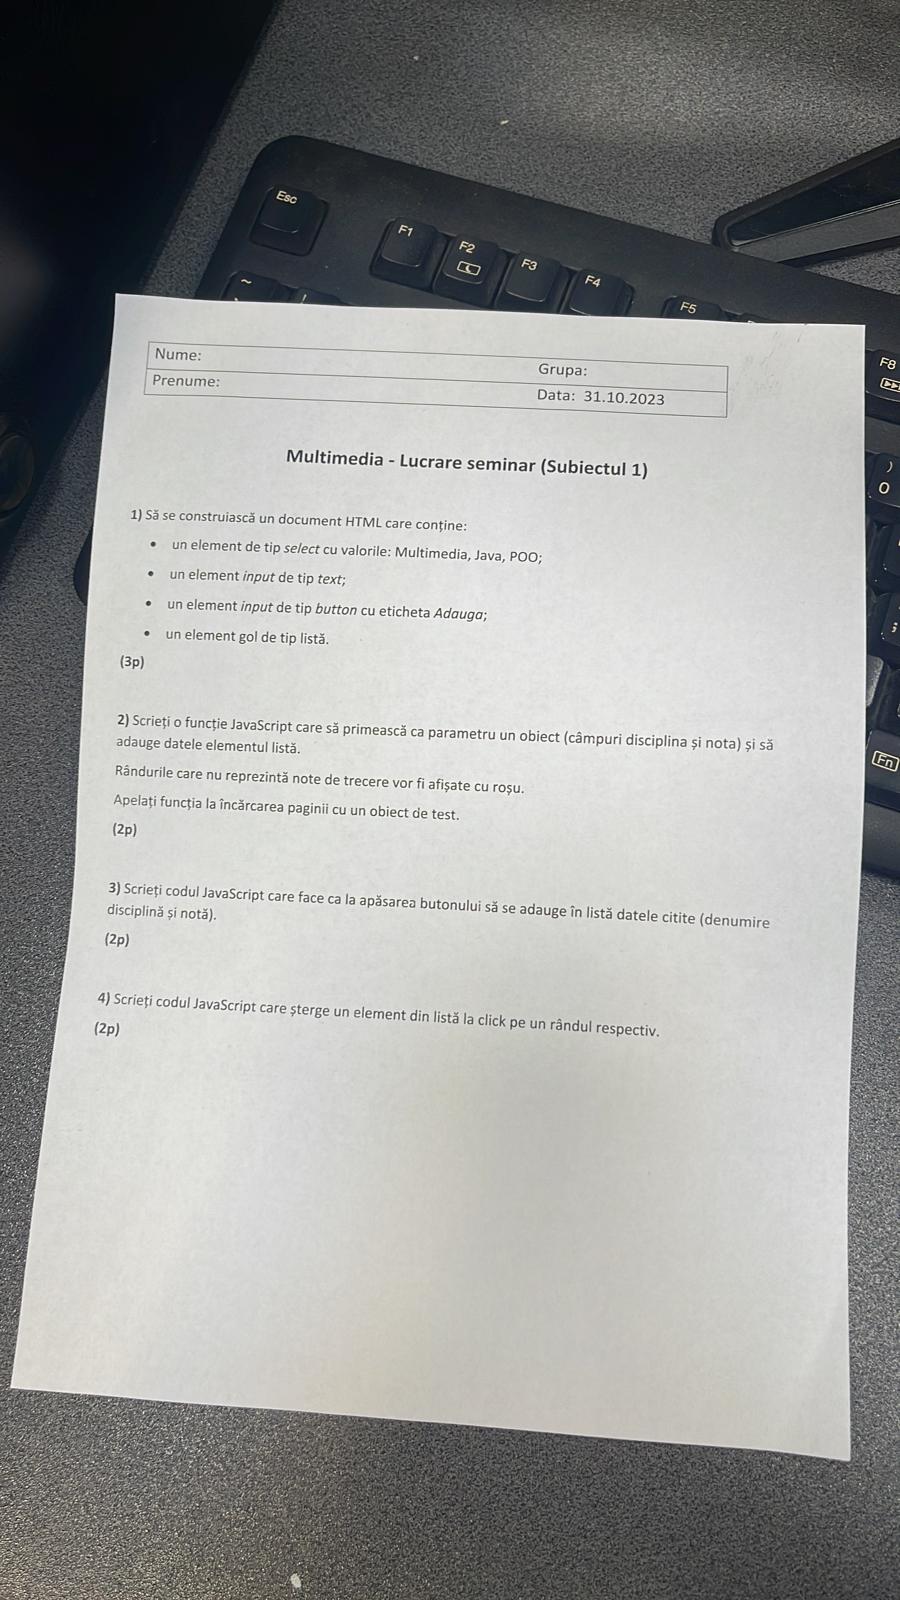 Esc
F1
F2
F3
F4
F5
F8
~
!
)
0
;
Fn
Nume:
Grupa:
Prenume:
Data: 31.10.2023
Multimedia - Lucrare seminar (Subiectul 1)
1) Să se construiască un document HTML care conține:
• un element de tip select cu valorile: Multimedia, Java, POO;
• un element input de tip text;
• un element input de tip button cu eticheta Adauga;
• un element gol de tip listă.
(3p)
2) Scrieți o funcție JavaScript care să primească ca parametru un obiect (câmpuri disciplina și nota) și să
adauge datele elementul listă.
Rândurile care nu reprezintă note de trecere vor fi afișate cu roșu.
Apelați funcția la încărcarea paginii cu un obiect de test.
(2p)
3) Scrieți codul JavaScript care face ca la apăsarea butonului să se adauge în listă datele citite (denumire
disciplină și notă).
(2p)
4) Scrieți codul JavaScript care șterge un element din listă la click pe un rândul respectiv.
(2p)